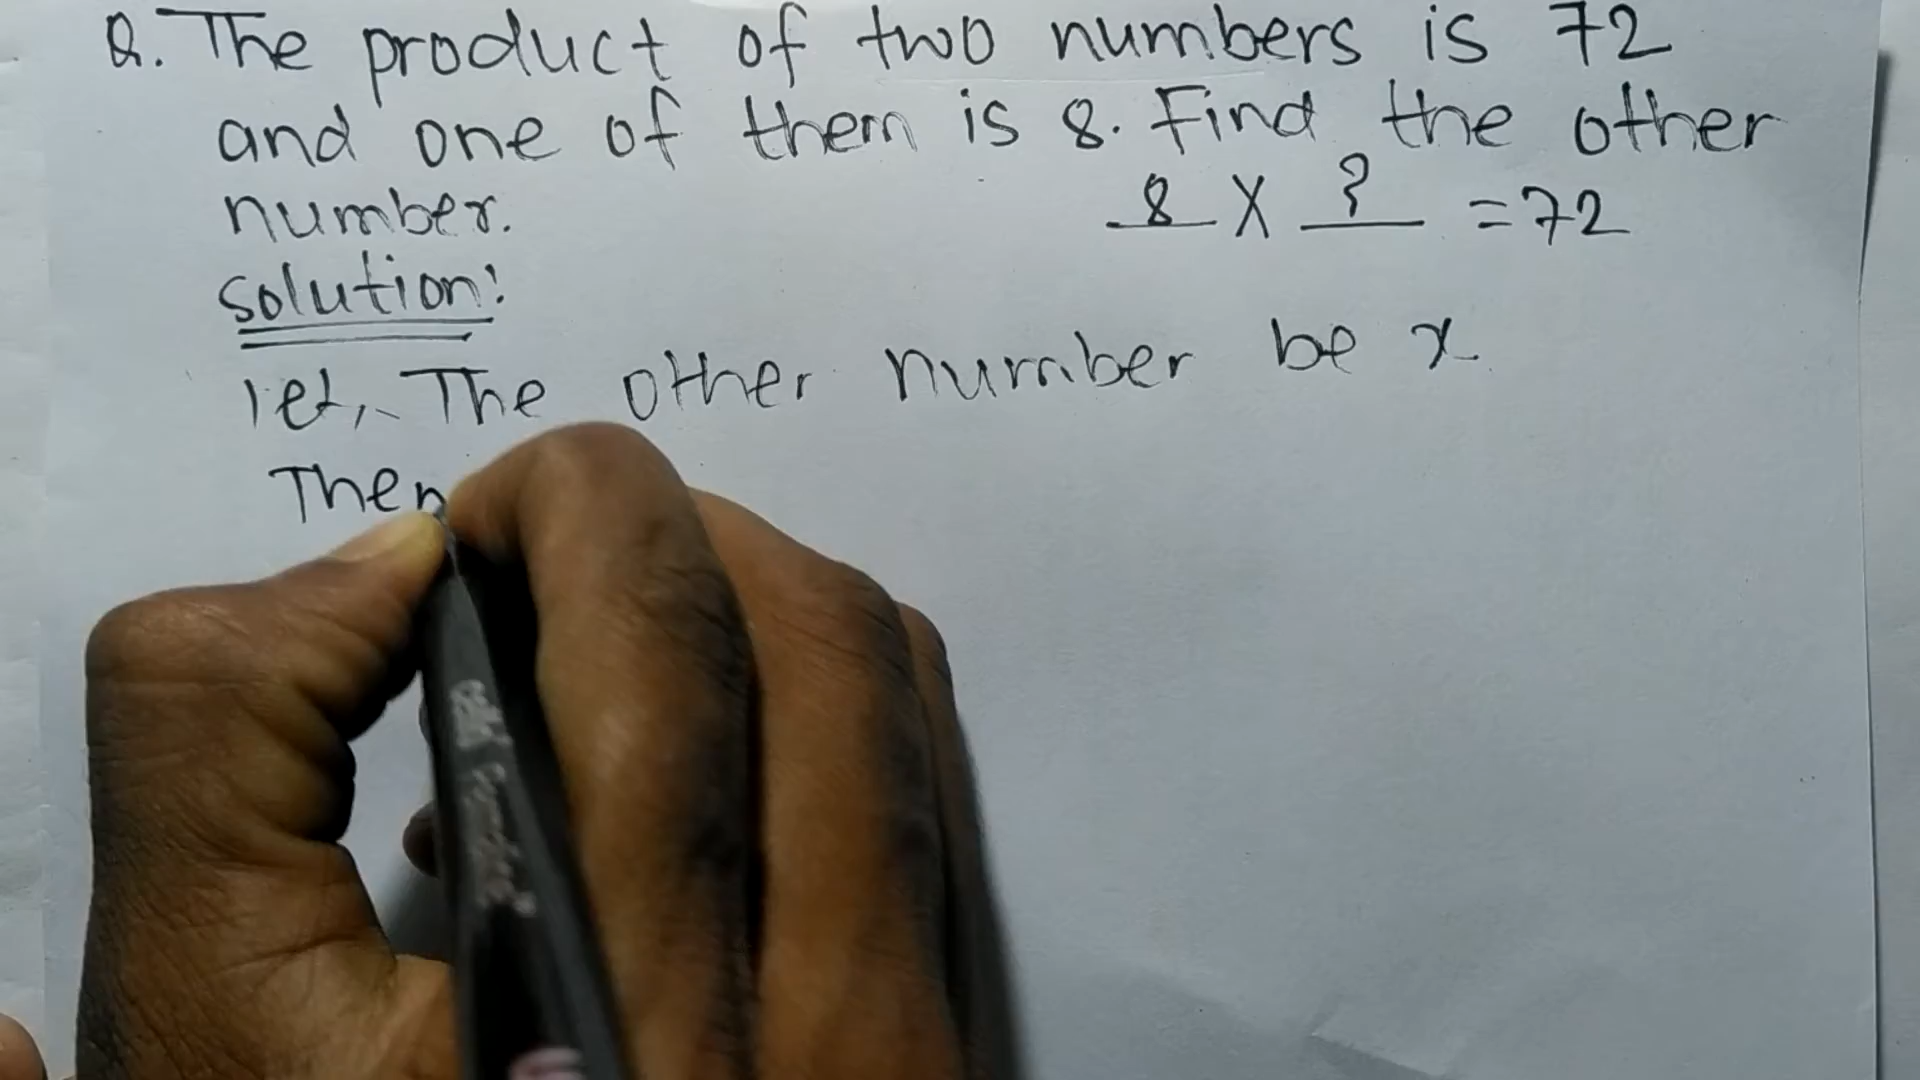 Q. The product of two numbers is 72
and one of them is 8. Find the other
number.
8 X ? = 72
solution:
let, The other number be x
Then